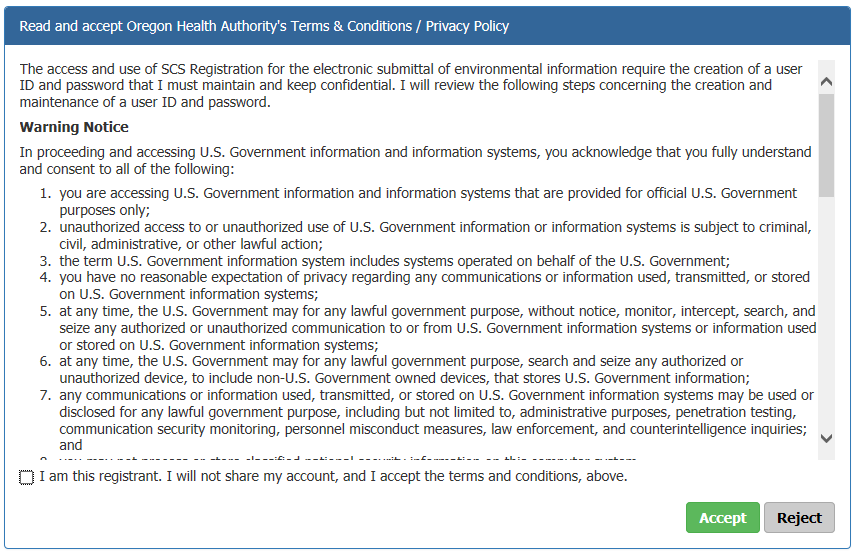 Read and accept Oregon Health Authority's Terms & Conditions / Privacy Policy
The access and use of SCS Registration for the electronic submittal of environmental information require the creation of a user
ID and password that I must maintain and keep confidential. I will review the following steps concerning the creation and
maintenance of a user ID and password.
Warning Notice
In proceeding and accessing U.S. Government information and information systems, you acknowledge that you fully understand
and consent to all of the following:
1. you are accessing U.S. Government information and information systems that are provided for official U.S. Government
purposes only;
2. unauthorized access to or unauthorized use of U.S. Government information or information systems is subject to criminal,
civil, administrative, or other lawful action;
3. the term U.S. Government information system includes systems operated on behalf of the U.S. Government;
4. you have no reasonable expectation of privacy regarding any communications or information used, transmitted, or stored
on U.S. Government information systems;
5. at any time, the U.S. Government may for any lawful government purpose, without notice, monitor, intercept, search, and
seize any authorized or unauthorized communication to or from U.S. Government information systems or information used
or stored on U.S. Government information systems;
6. at any time, the U.S. Government may for any lawful government purpose, search and seize any authorized or
unauthorized device, to include non-U.S. Government owned devices, that stores U.S. Government information;
7. any communications or information used, transmitted, or stored on U.S. Government information systems may be used or
disclosed for any lawful government purpose, including but not limited to, administrative purposes, penetration testing,
communication security monitoring, personnel misconduct measures, law enforcement, and counterintelligence inquiries;
and
I am this registrant. I will not share my account, and I accept the terms and conditions, above.
Accept Reject